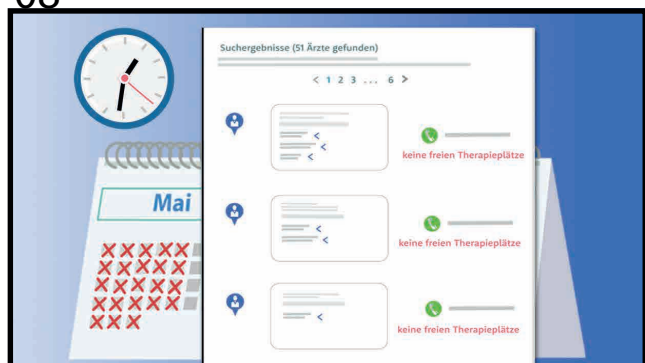 Suchergebnisse (51 Ärzte gefunden)
< 1 2 3 ... 6 >
keine freien Therapieplätze
Mai
keine freien Therapieplätze
keine freien Therapieplätze